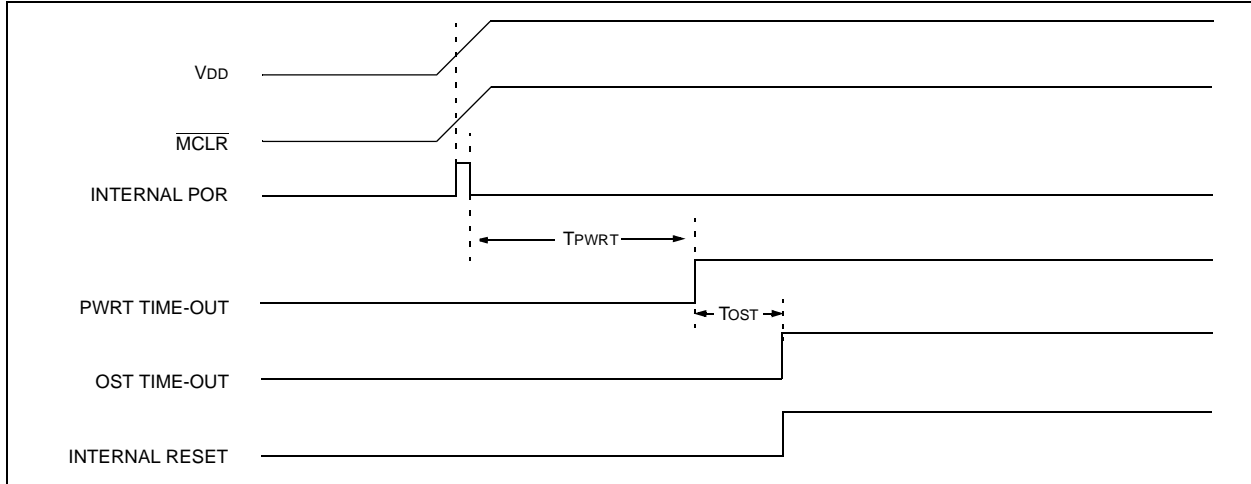 VDD
MCLR
INTERNAL POR
TPWRT
PWRT TIME-OUT
TOST
OST TIME-OUT
INTERNAL RESET